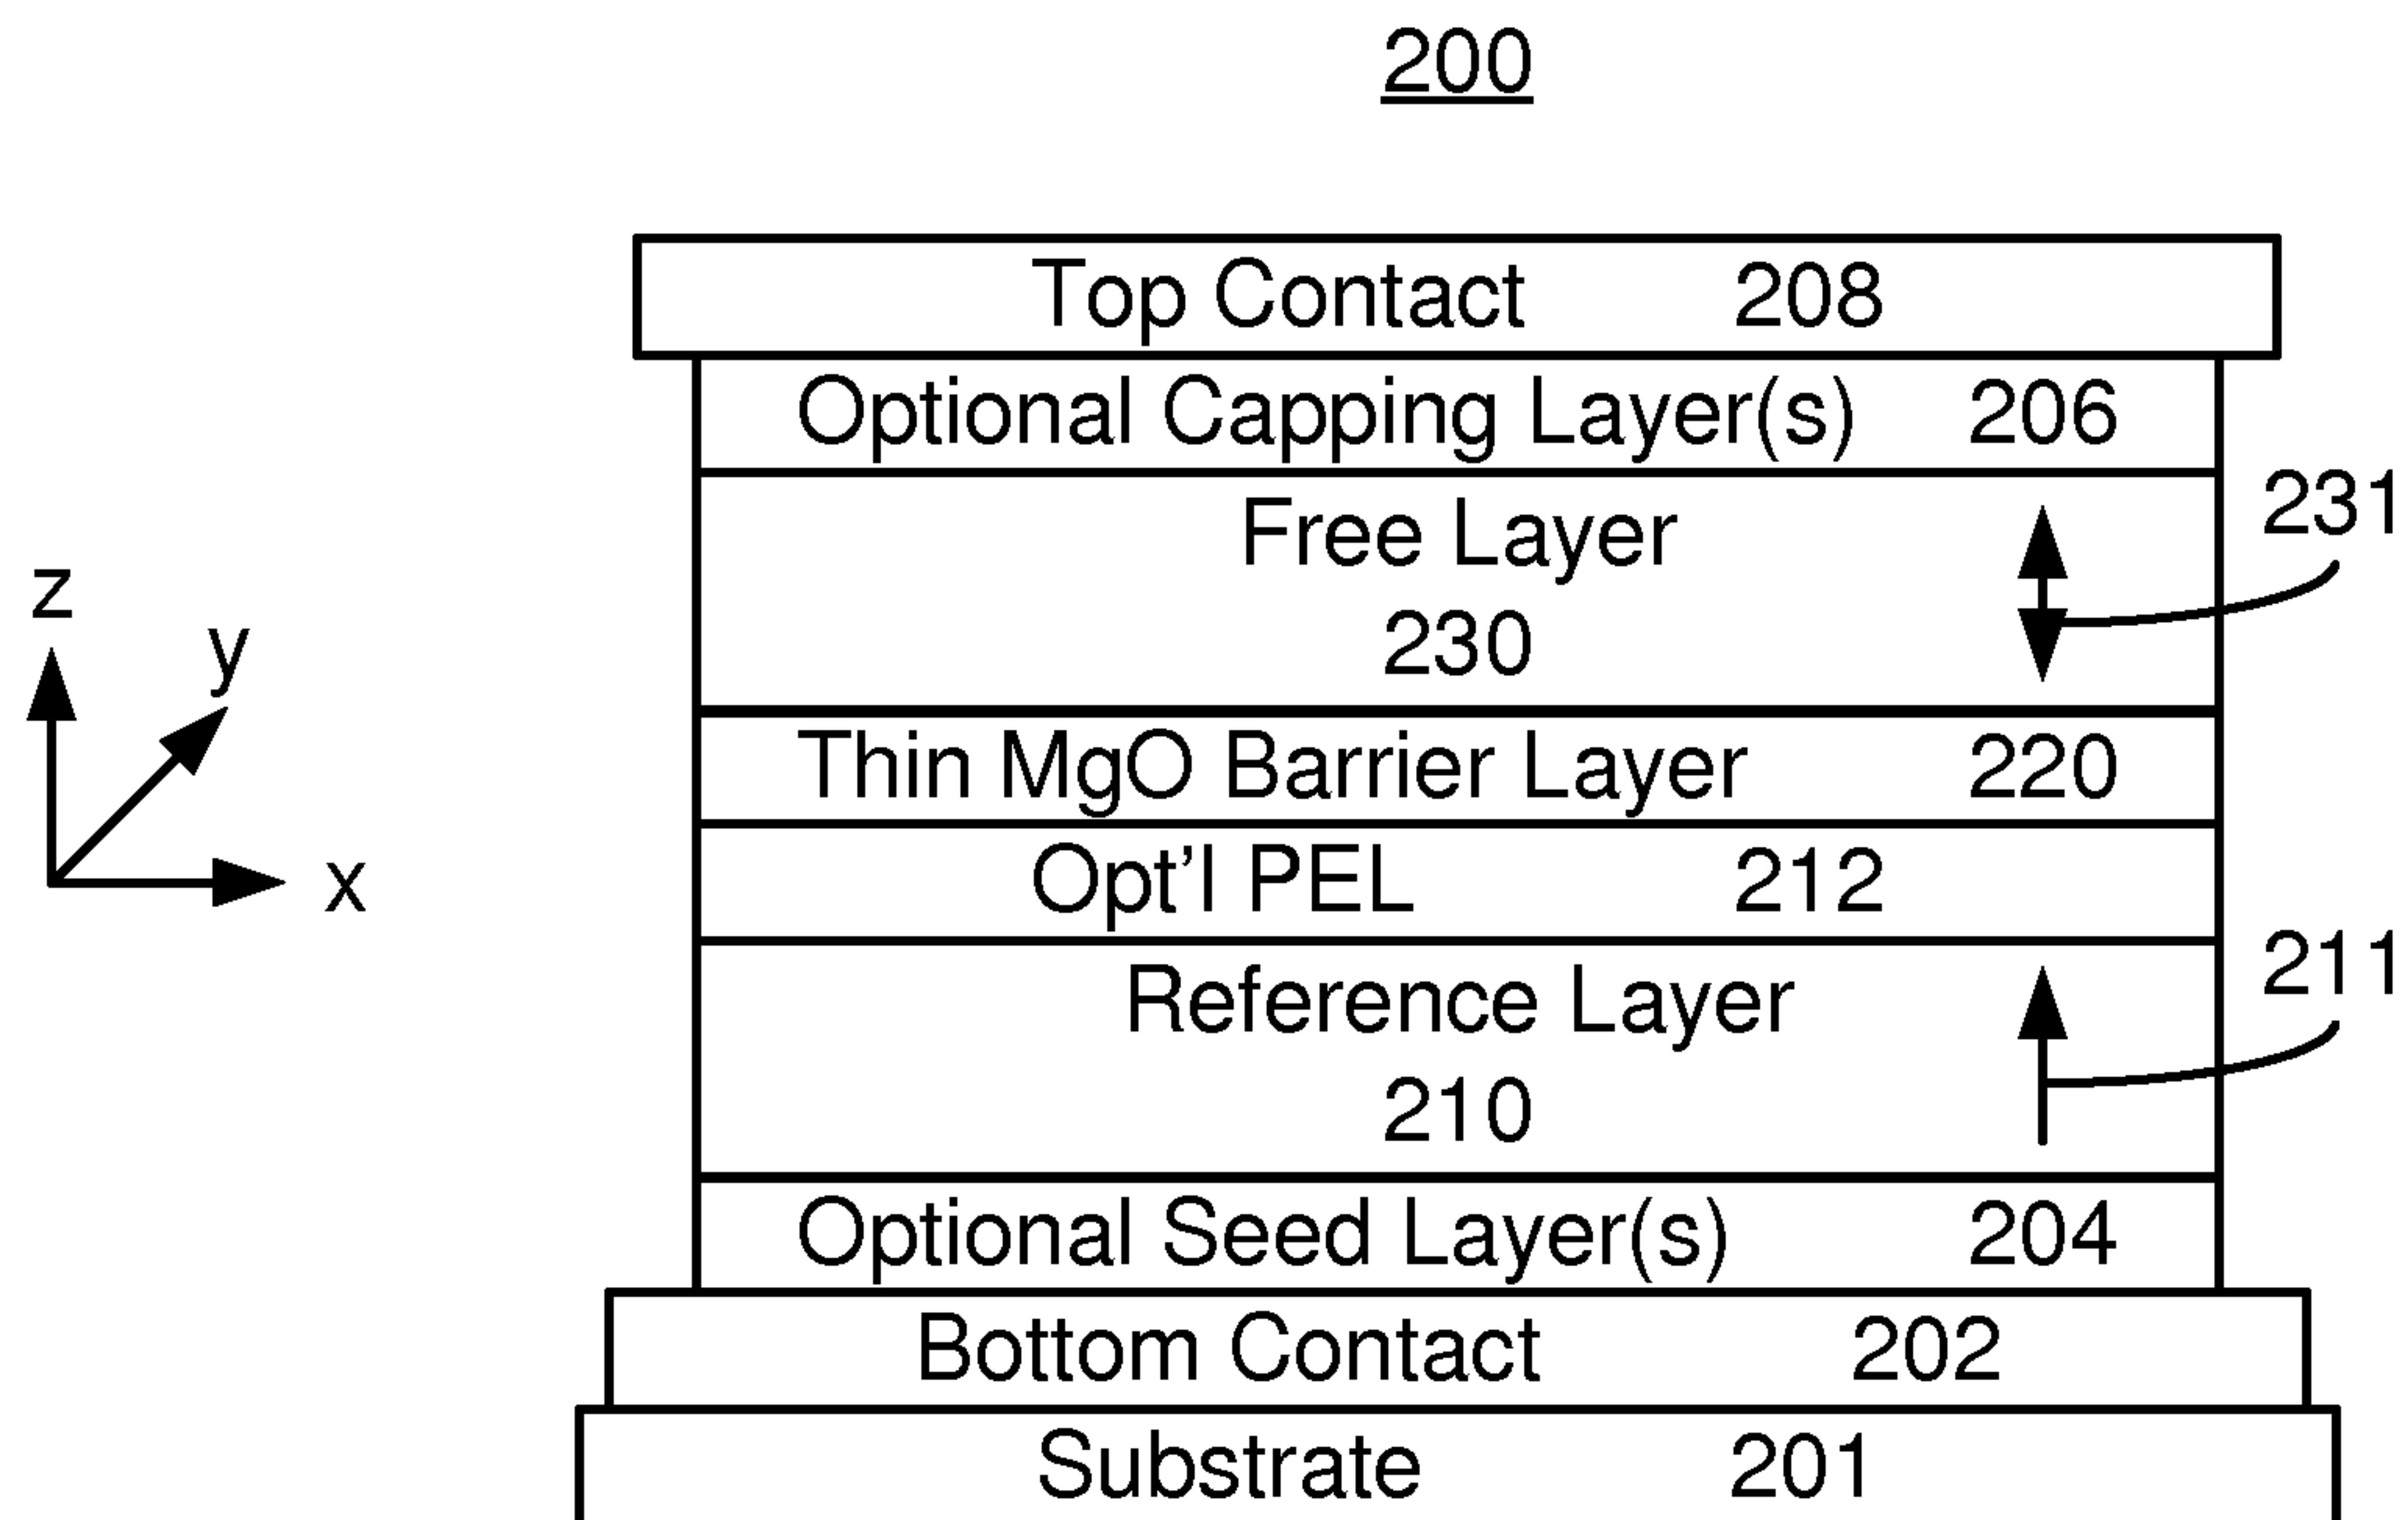 200
Top Contact 208
Optional Capping Layer(s) 206
231
Free Layer
230
z
y
x
Thin MgO Barrier Layer 220
Opt'l PEL 212
211
Reference Layer
210
Optional Seed Layer(s) 204
Bottom Contact 202
Substrate 201